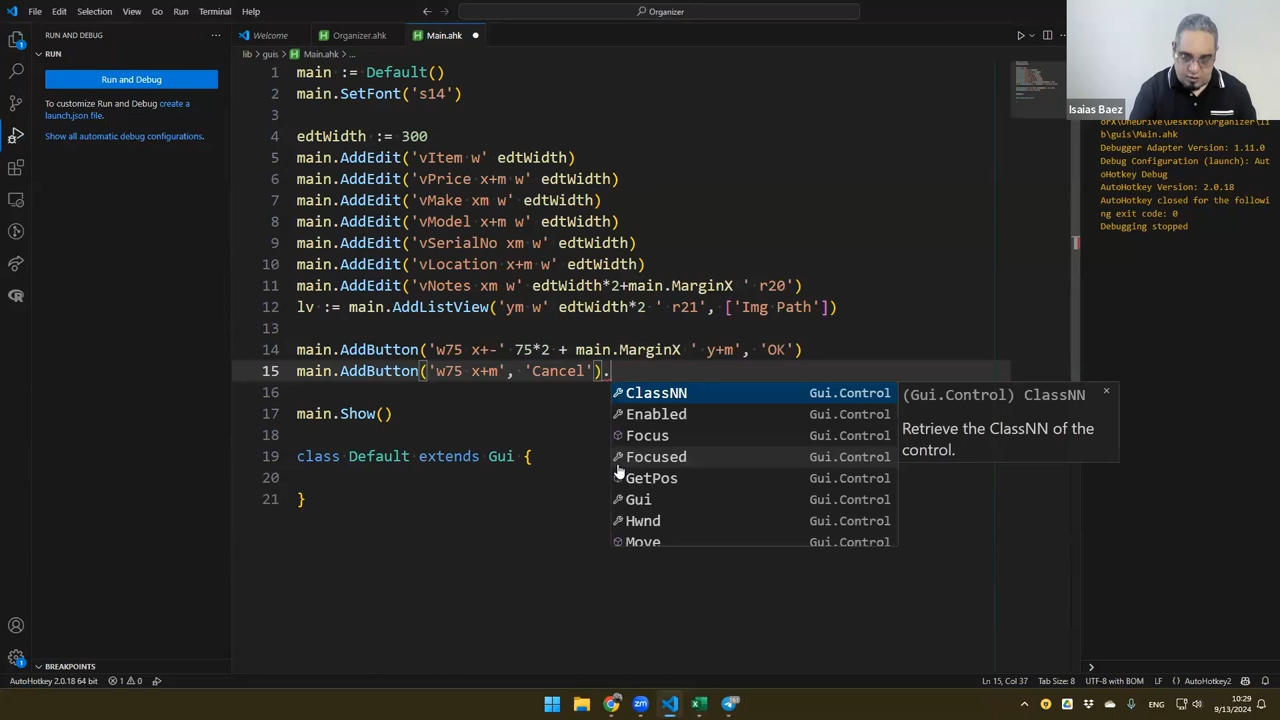 File Edit Selection View Go Run Terminal Help
Organizer
RUN AND DEBUG
RUN
Run and Debug
To customize Run and Debug create a
launch.json file.
Show all automatic debug configurations.
Welcome
Organizer.ahk
Main.ahk
lib > guis > Main.ahk > ...
1 main := Default()
2 main.SetFont('s14')
3
4 edtWidth := 300
5 main.AddEdit('vItem w' edtWidth)
6 main.AddEdit('vPrice x+m w' edtWidth)
7 main.AddEdit('vMake xm w' edtWidth)
8 main.AddEdit('vModel x+m w' edtWidth)
9 main.AddEdit('vSerialNo xm w' edtWidth)
10 main.AddEdit('vLocation x+m w' edtWidth)
11 main.AddEdit('vNotes xm w' edtWidth*2+main.MarginX ' r20')
12 lv := main.AddListView('ym w' edtWidth*2 ' r21', ['Img Path'])
13
14 main.AddButton('w75 x+-' 75*2 + main.MarginX ' y+m', 'OK')
15 main.AddButton('w75 x+m', 'Cancel').
16
17 main.Show()
18
19 class Default extends Gui {
20
21 }
ClassNN Gui.Control
Enabled Gui.Control
Focus Gui.Control
Focused Gui.Control
GetPos Gui.Control
Gui Gui.Control
Hwnd Gui.Control
Move Gui.Control
(Gui.Control) ClassNN
Retrieve the ClassNN of the
control.
Isaias Baez
orX\OneDrive\Desktop\Organizer\li
b\guis\Main.ahk
Debugger Adapter Version: 1.11.0
Debug Configuration (launch): Aut
oHotkey Debug
AutoHotkey Version: 2.0.18
AutoHotkey closed for the followi
ng exit code: 0
Debugging stopped
BREAKPOINTS
AutoHotkey 2.0.18 64 bit
1 0
Ln 15, Col 37 Tab Size: 8 UTF-8 with BOM LF {} AutoHotkey2
ENG
10:29
9/13/2024